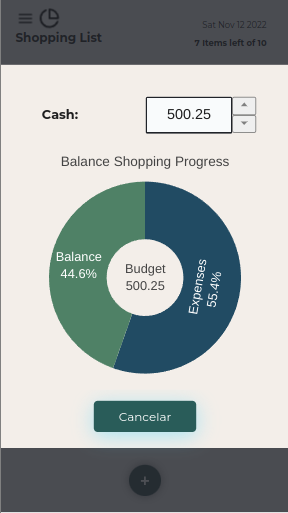 Sat Nov 12 2022
Shopping List
7 Items left of 10
Cash:
500.25
Balance Shopping Progress
Balance
44.6%
Budget
500.25
Expenses
55.4%
Cancelar
+